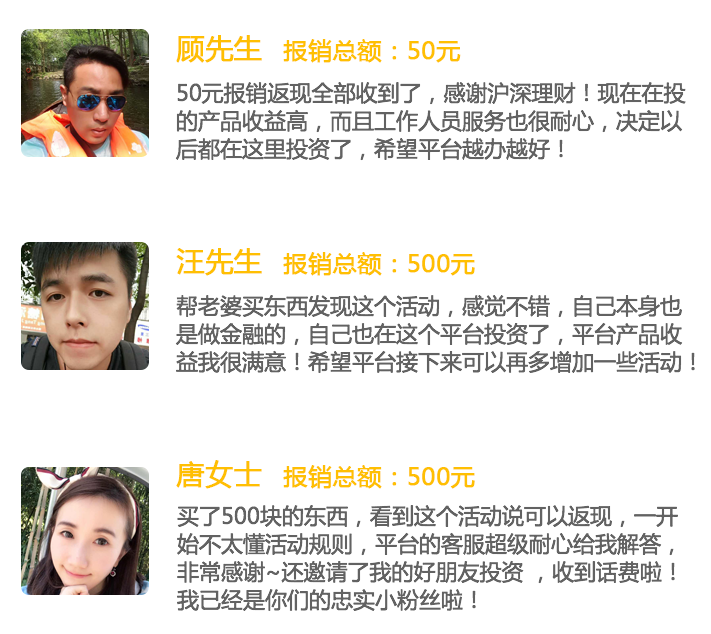 顾先生 报销总额：50元
50元报销返现全部收到了，感谢沪深理财！现在在投
的产品收益高，而且工作人员服务也很耐心，决定以
后都在这里投资了，希望平台越办越好！
汪先生 报销总额：500元
帮老婆买东西发现这个活动，感觉不错，自己本身也
是做金融的，自己也在这个平台投资了，平台产品收
益我很满意！希望平台接下来可以再多增加一些活动！
唐女士 报销总额：500元
买了500块的东西，看到这个活动说可以返现，一开
始不太懂活动规则，平台的客服超级耐心给我解答，
非常感谢~还邀请了我的好朋友投资 ，收到话费啦！
我已经是你们的忠实小粉丝啦！